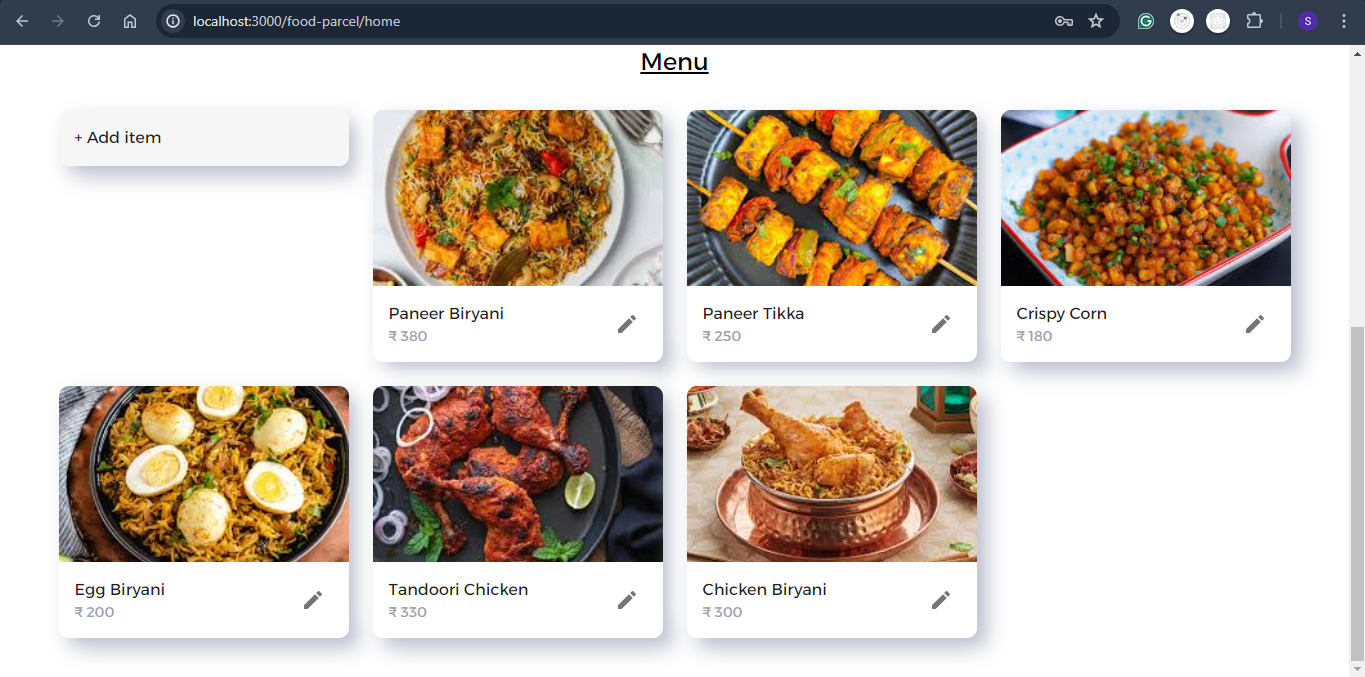 localhost:3000/food-parcel/home
S
Menu
+ Add item
Paneer Biryani
₹ 380
Paneer Tikka
₹ 250
Crispy Corn
₹ 180
Egg Biryani
₹ 200
Tandoori Chicken
₹ 330
Chicken Biryani
₹ 300